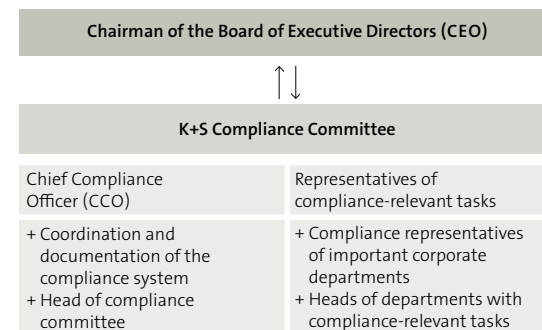 Chairman of the Board of Executive Directors (CEO)
K+S Compliance Committee
Chief Compliance
Officer (CCO)
Representatives of
compliance-relevant tasks
+ Coordination and
documentation of the
compliance system
+ Head of compliance
committee
+ Compliance representatives
of important corporate
departments
+ Heads of departments with
compliance-relevant tasks